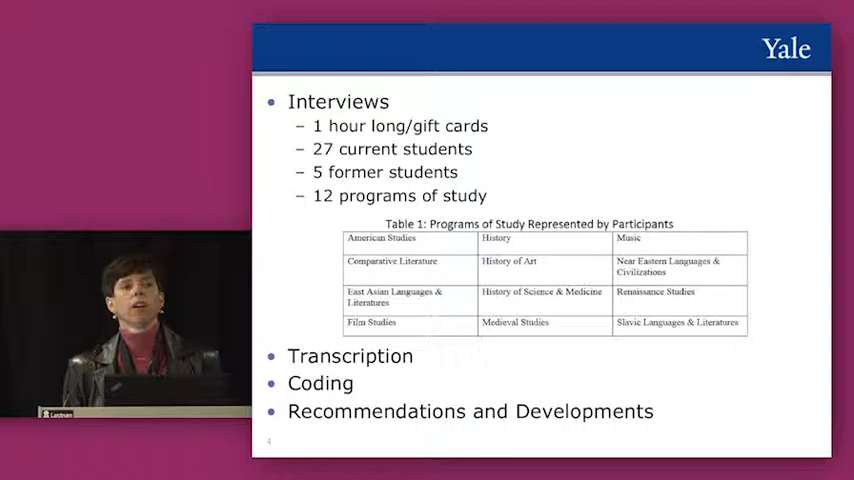 Yale
• Interviews
– 1 hour long/gift cards
– 27 current students
– 5 former students
– 12 programs of study
Table 1: Programs of Study Represented by Participants
American Studies History Music
Comparative Literature History of Art Near Eastern Languages &
Civilizations
East Asian Languages & History of Science & Medicine Renaissance Studies
Literatures
Film Studies Medieval Studies Slavic Languages & Literatures
• Transcription
• Coding
• Recommendations and Developments
4